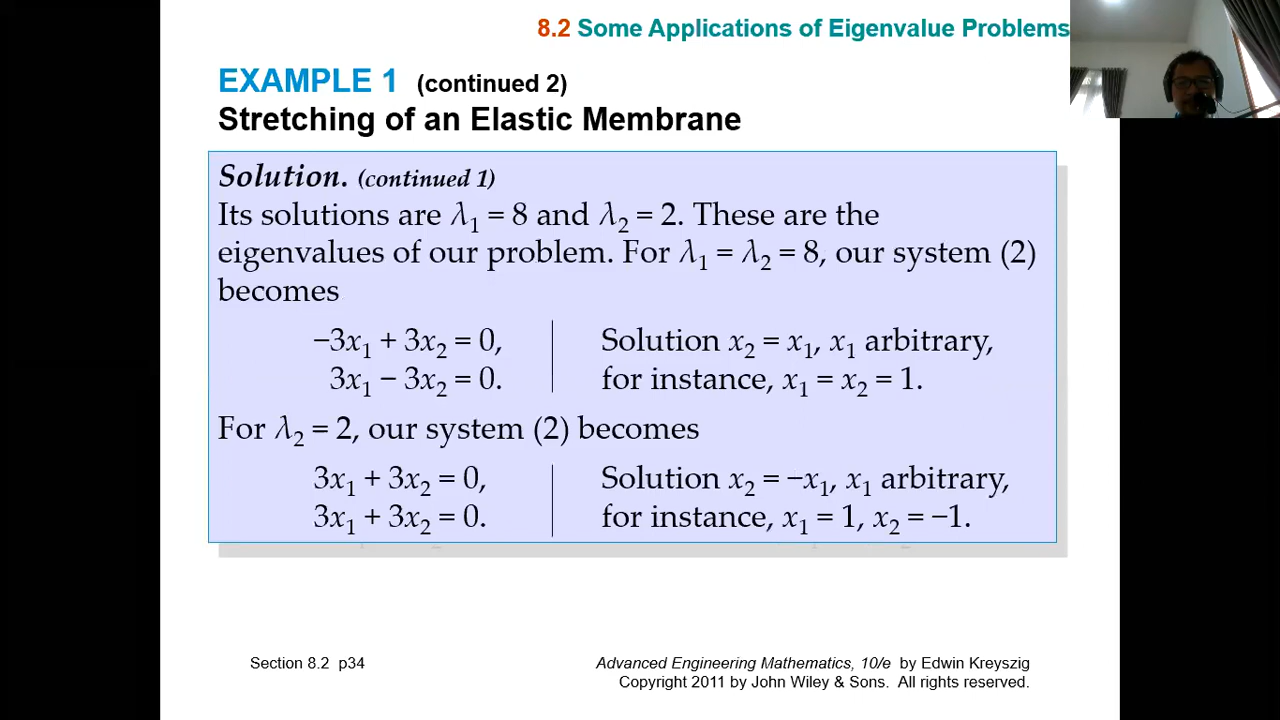 8.2 Some Applications of Eigenvalue Problems
EXAMPLE 1 (continued 2)
Stretching of an Elastic Membrane
Solution. (continued 1)
Its solutions are λ₁ = 8 and λ₂ = 2. These are the
eigenvalues of our problem. For λ₁ = λ₂ = 8, our system (2)
becomes
−3x₁ + 3x₂ = 0, Solution x₂ = x₁, x₁ arbitrary,
3x₁ − 3x₂ = 0. for instance, x₁ = x₂ = 1.
For λ₂ = 2, our system (2) becomes
3x₁ + 3x₂ = 0, Solution x₂ = −x₁, x₁ arbitrary,
3x₁ + 3x₂ = 0. for instance, x₁ = 1, x₂ = −1.
Section 8.2 p34
Advanced Engineering Mathematics, 10/e by Edwin Kreyszig
Copyright 2011 by John Wiley & Sons. All rights reserved.